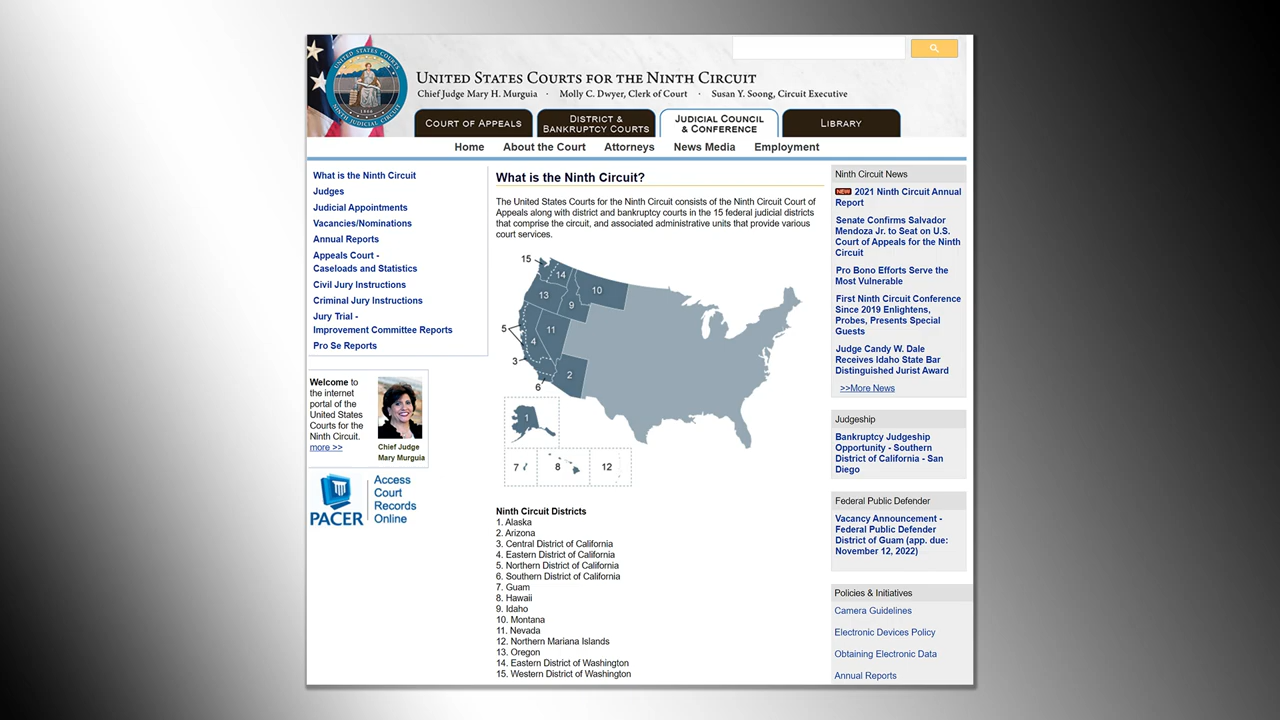 UNITED STATES COURTS
NINTH JUDICIAL CIRCUIT
UNITED STATES COURTS FOR THE NINTH CIRCUIT
Chief Judge Mary H. Murguia · Molly C. Dwyer, Clerk of Court · Susan Y. Soong, Circuit Executive
COURT OF APPEALS
DISTRICT &
BANKRUPTCY COURTS
JUDICIAL COUNCIL
& CONFERENCE
LIBRARY
Home About the Court Attorneys News Media Employment
What is the Ninth Circuit
Judges
Judicial Appointments
Vacancies/Nominations
Annual Reports
Appeals Court -
Caseloads and Statistics
Civil Jury Instructions
Criminal Jury Instructions
Jury Trial -
Improvement Committee Reports
Pro Se Reports
Welcome to
the internet
portal of the
United States
Courts for the
Ninth Circuit.
more >>
Chief Judge
Mary Murguia
PACER
Access
Court
Records
Online
What is the Ninth Circuit?
The United States Courts for the Ninth Circuit consists of the Ninth Circuit Court of
Appeals along with district and bankruptcy courts in the 15 federal judicial districts
that comprise the circuit, and associated administrative units that provide various
court services.
15
14
10
13
9
5
11
4
3
2
6
1
7
8
12
Ninth Circuit Districts
1. Alaska
2. Arizona
3. Central District of California
4. Eastern District of California
5. Northern District of California
6. Southern District of California
7. Guam
8. Hawaii
9. Idaho
10. Montana
11. Nevada
12. Northern Mariana Islands
13. Oregon
14. Eastern District of Washington
15. Western District of Washington
Ninth Circuit News
NEW 2021 Ninth Circuit Annual
Report
Senate Confirms Salvador
Mendoza Jr. to Seat on U.S.
Court of Appeals for the Ninth
Circuit
Pro Bono Efforts Serve the
Most Vulnerable
First Ninth Circuit Conference
Since 2019 Enlightens,
Probes, Presents Special
Guests
Judge Candy W. Dale
Receives Idaho State Bar
Distinguished Jurist Award
>>More News
Judgeship
Bankruptcy Judgeship
Opportunity - Southern
District of California - San
Diego
Federal Public Defender
Vacancy Announcement -
Federal Public Defender
District of Guam (app. due:
November 12, 2022)
Policies & Initiatives
Camera Guidelines
Electronic Devices Policy
Obtaining Electronic Data
Annual Reports